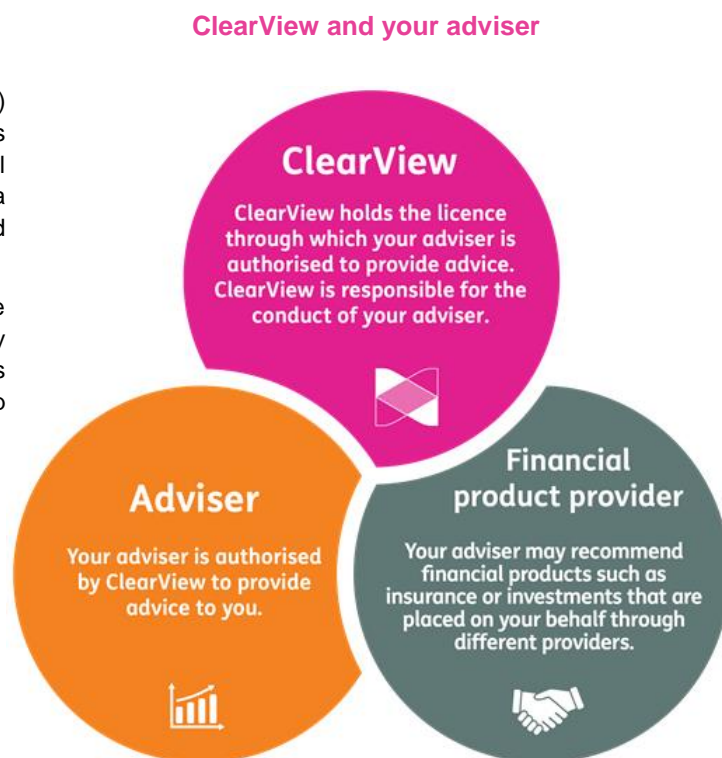 ClearView and your adviser
)
s
l
a
d
e
y
s
o
ClearView
ClearView holds the licence
through which your adviser is
authorised to provide advice.
ClearView is responsible for the
conduct of your adviser.
Adviser
Your adviser is authorised
by ClearView to provide
advice to you.
Financial
product provider
Your adviser may recommend
financial products such as
insurance or investments that are
placed on your behalf through
different providers.